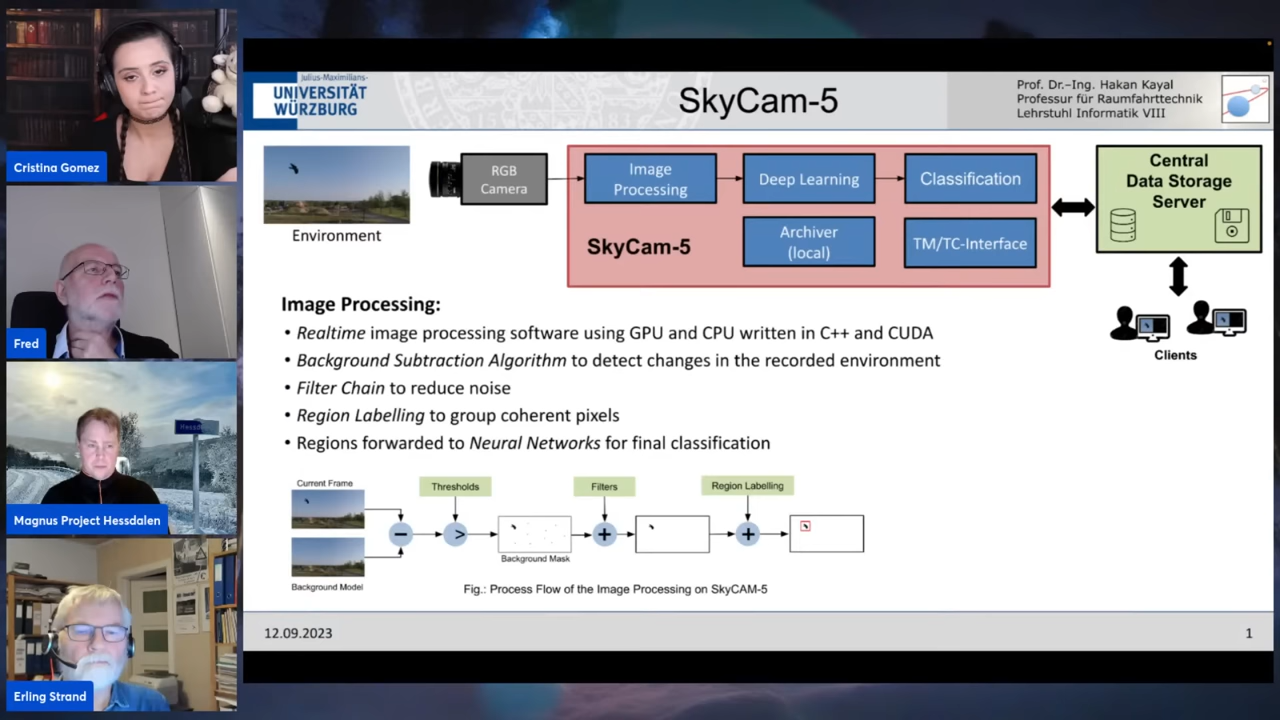 Cristina Gomez
Fred
Magnus Project Hessdalen
Erling Strand
Julius-Maximilians-
UNIVERSITÄT
WÜRZBURG
SkyCam-5
Prof. Dr.-Ing. Hakan Kayal
Professur für Raumfahrttechnik
Lehrstuhl Informatik VIII
Environment
RGB
Camera
Image
Processing
Deep Learning
Classification
SkyCam-5
Archiver
(local)
TM/TC-Interface
Central
Data Storage
Server
Clients
Image Processing:
• Realtime image processing software using GPU and CPU written in C++ and CUDA
• Background Subtraction Algorithm to detect changes in the recorded environment
• Filter Chain to reduce noise
• Region Labelling to group coherent pixels
• Regions forwarded to Neural Networks for final classification
Current Frame
Background Model
Thresholds
Filters
Region Labelling
−
>
+
+
Background Mask
Fig.: Process Flow of the Image Processing on SkyCAM-5
12.09.2023
1